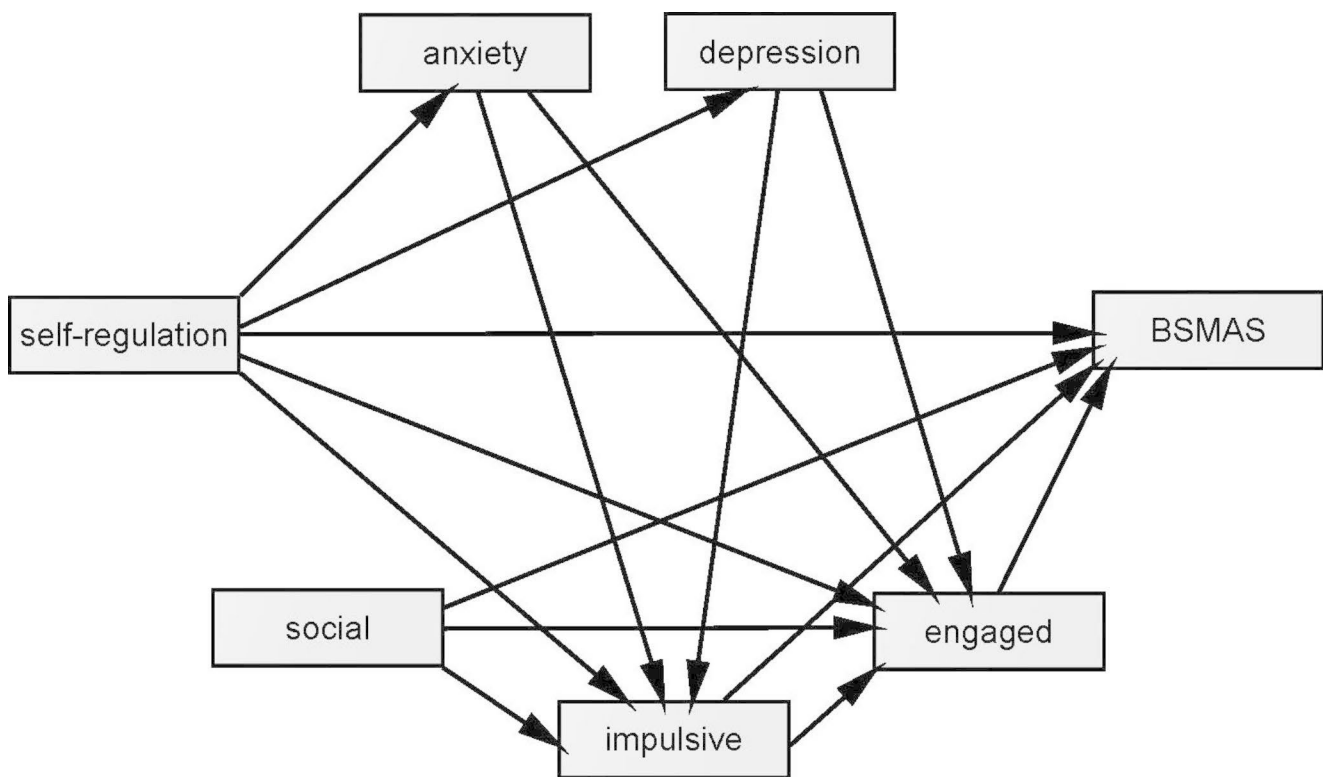 anxiety
depression
self-regulation
BSMAS
social
engaged
impulsive